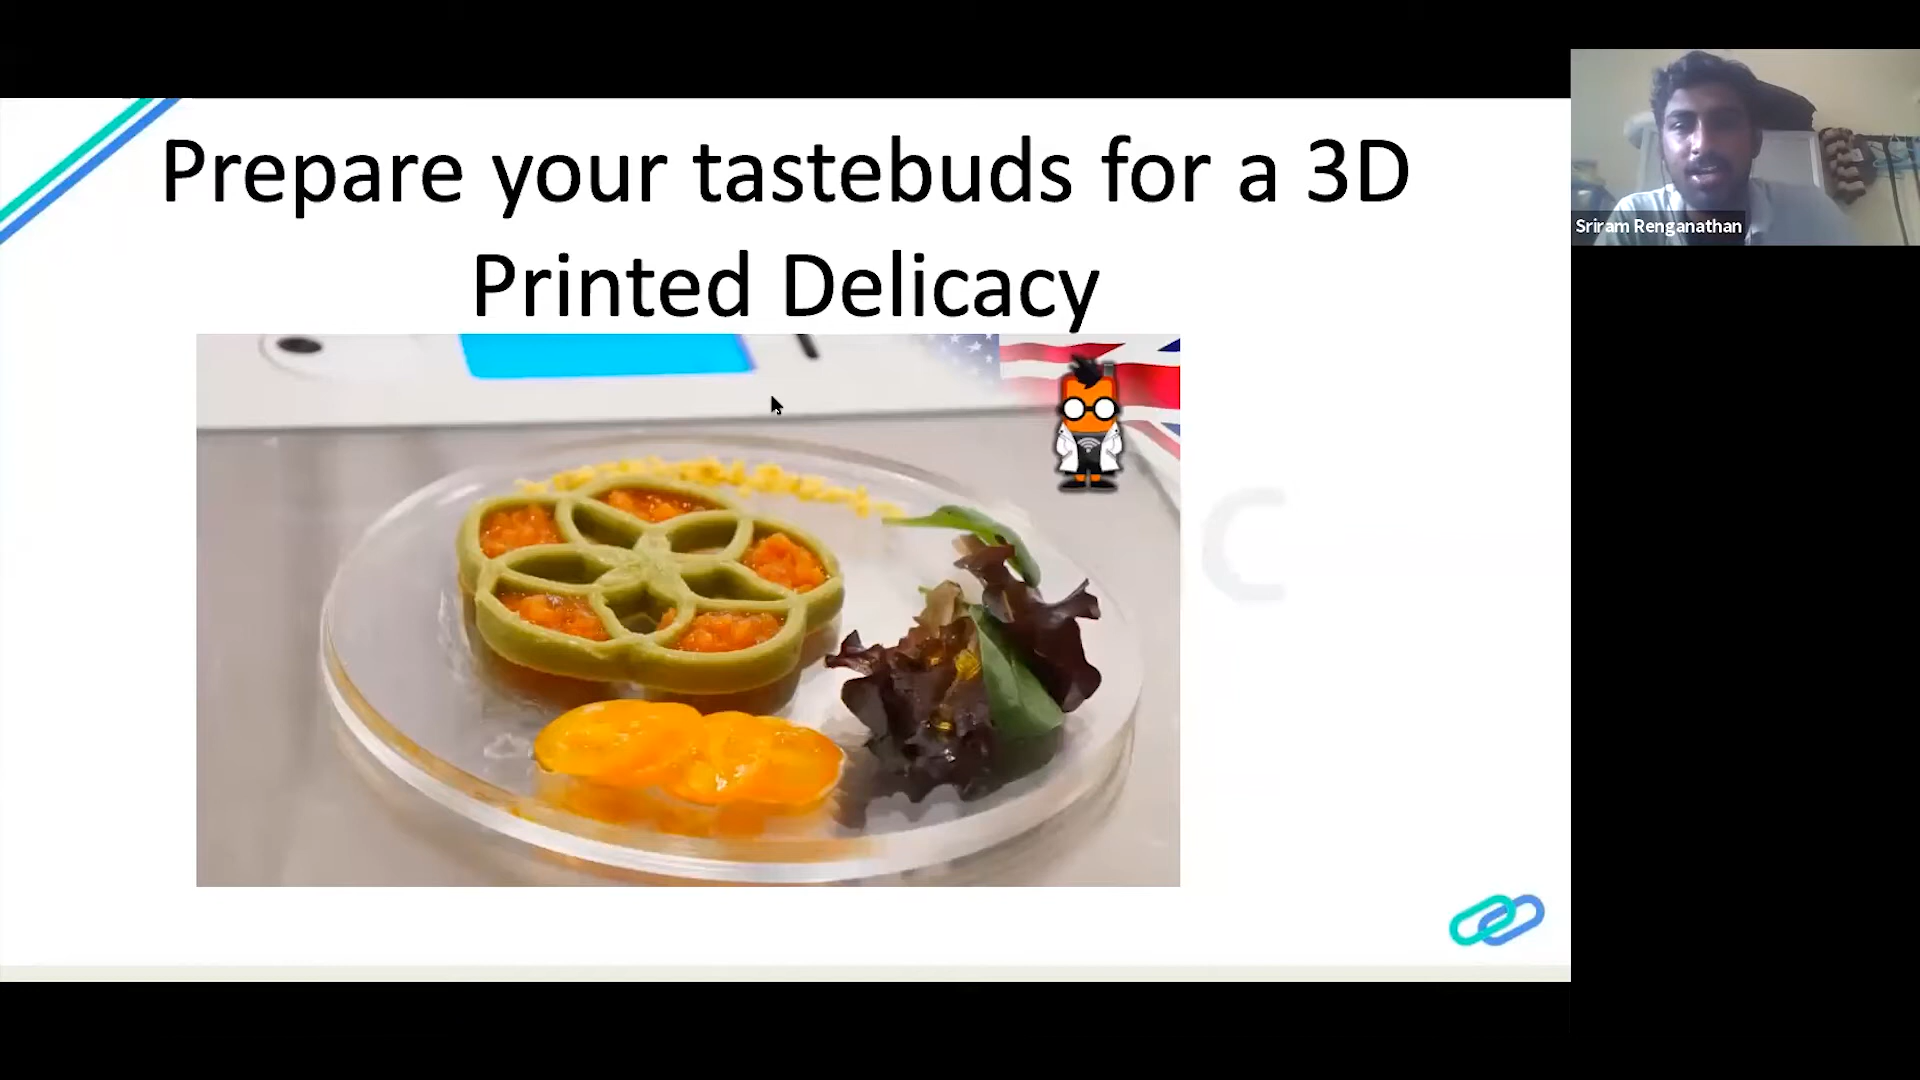 Prepare your tastebuds for a 3D
Printed Delicacy
Sriram Renganathan